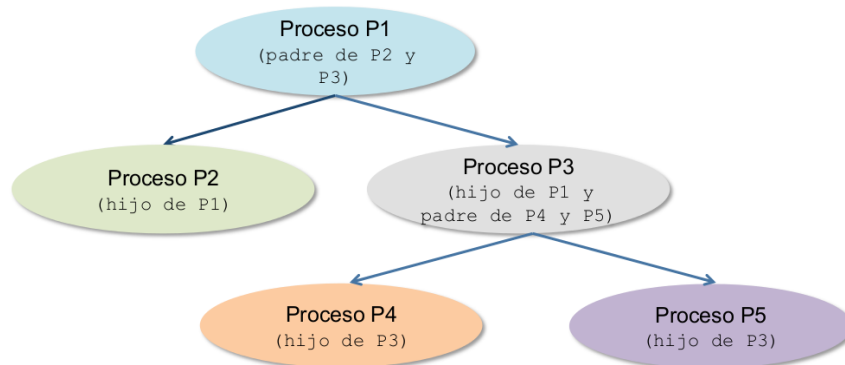 Proceso P1
(padre de P2 y
P3)
Proceso P2
(hijo de P1)
Proceso P3
(hijo de P1 y
padre de P4 y P5)
Proceso P4
(hijo de P3)
Proceso P5
(hijo de P3)